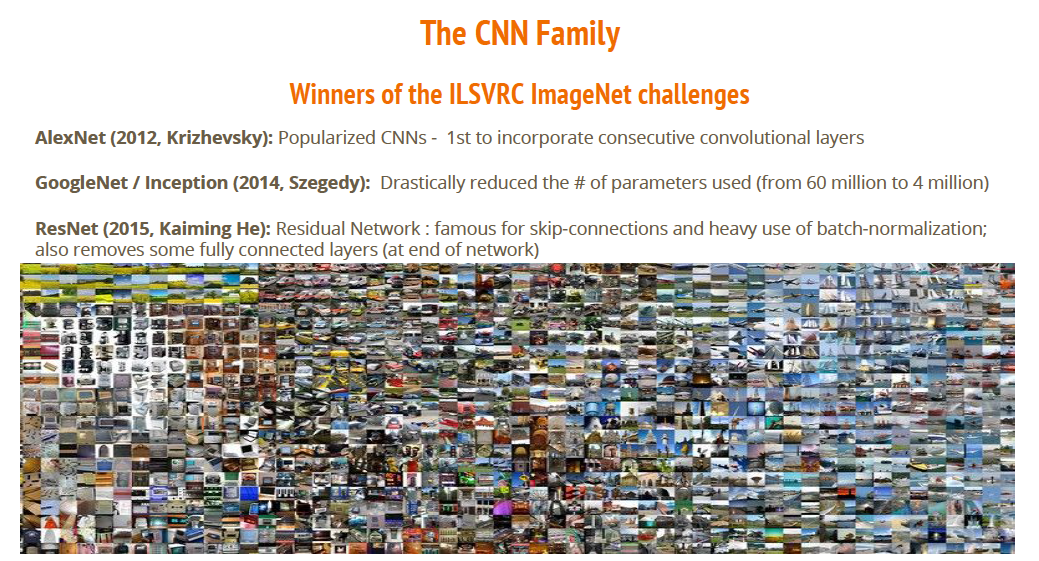 The CNN Family
Winners of the ILSVRC ImageNet challenges
AlexNet (2012, Krizhevsky): Popularized CNNs - 1st to incorporate consecutive convolutional layers
GoogleNet / Inception (2014, Szegedy): Drastically reduced the # of parameters used (from 60 million to 4 million)
ResNet (2015, Kaiming He): Residual Network : famous for skip-connections and heavy use of batch-normalization;
also removes some fully connected layers (at end of network)